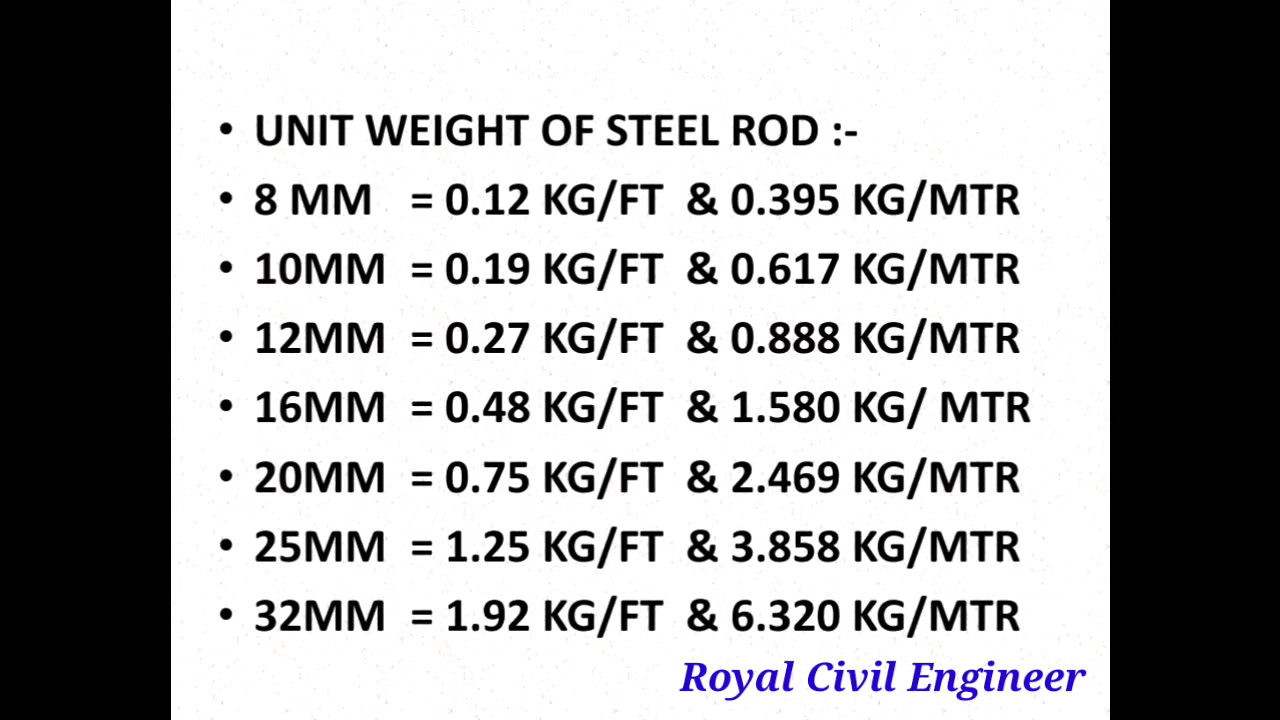 • UNIT WEIGHT OF STEEL ROD :-
• 8 MM = 0.12 KG/FT & 0.395 KG/MTR
• 10MM = 0.19 KG/FT & 0.617 KG/MTR
• 12MM = 0.27 KG/FT & 0.888 KG/MTR
• 16MM = 0.48 KG/FT & 1.580 KG/ MTR
• 20MM = 0.75 KG/FT & 2.469 KG/MTR
• 25MM = 1.25 KG/FT & 3.858 KG/MTR
• 32MM = 1.92 KG/FT & 6.320 KG/MTR
Royal Civil Engineer